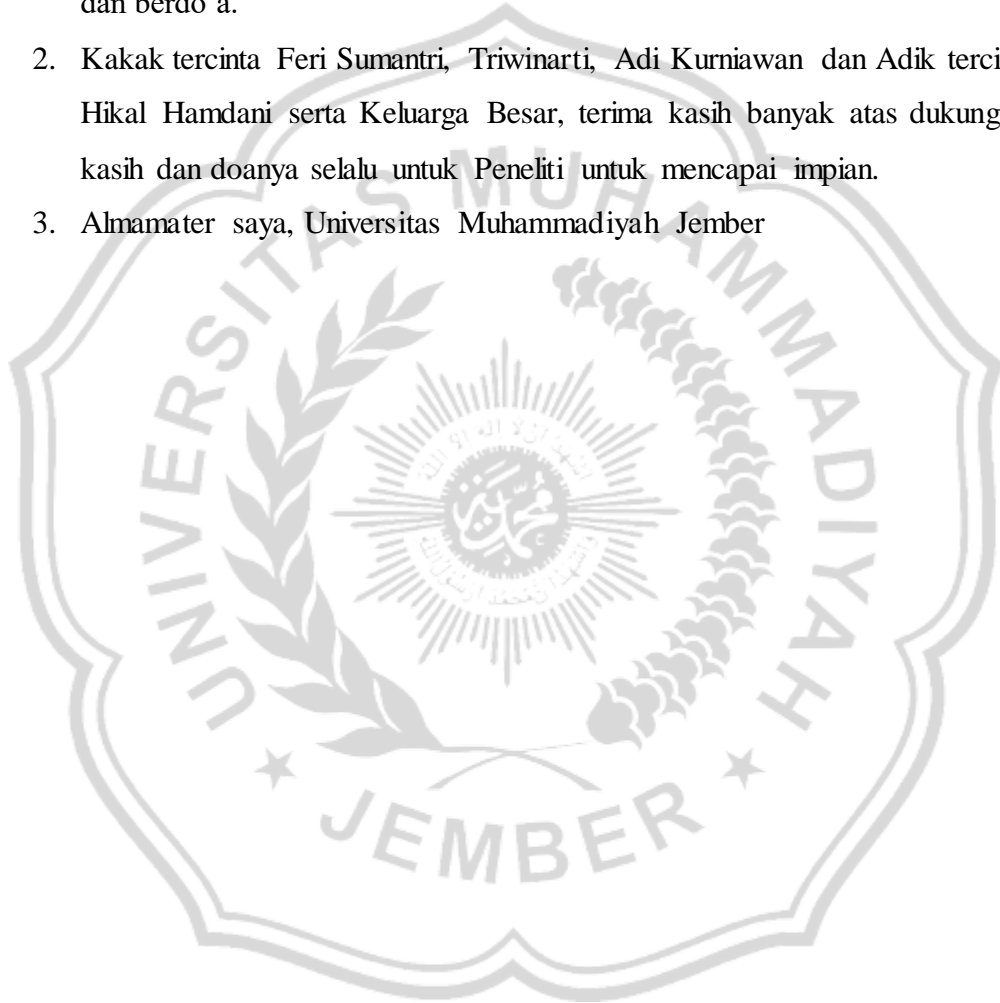 dan berdo'a.
2. Kakak tercinta Feri Sumantri, Triwinarti, Adi Kurniawan dan Adik terci
Hikal Hamdani serta Keluarga Besar, terima kasih banyak atas dukung
kasih dan doanya selalu untuk Peneliti untuk mencapai impian.
3. Almamater saya, Universitas Muhammadiyah Jember
UNIVERSITAS MUHAMMADIYAH
JEMBER